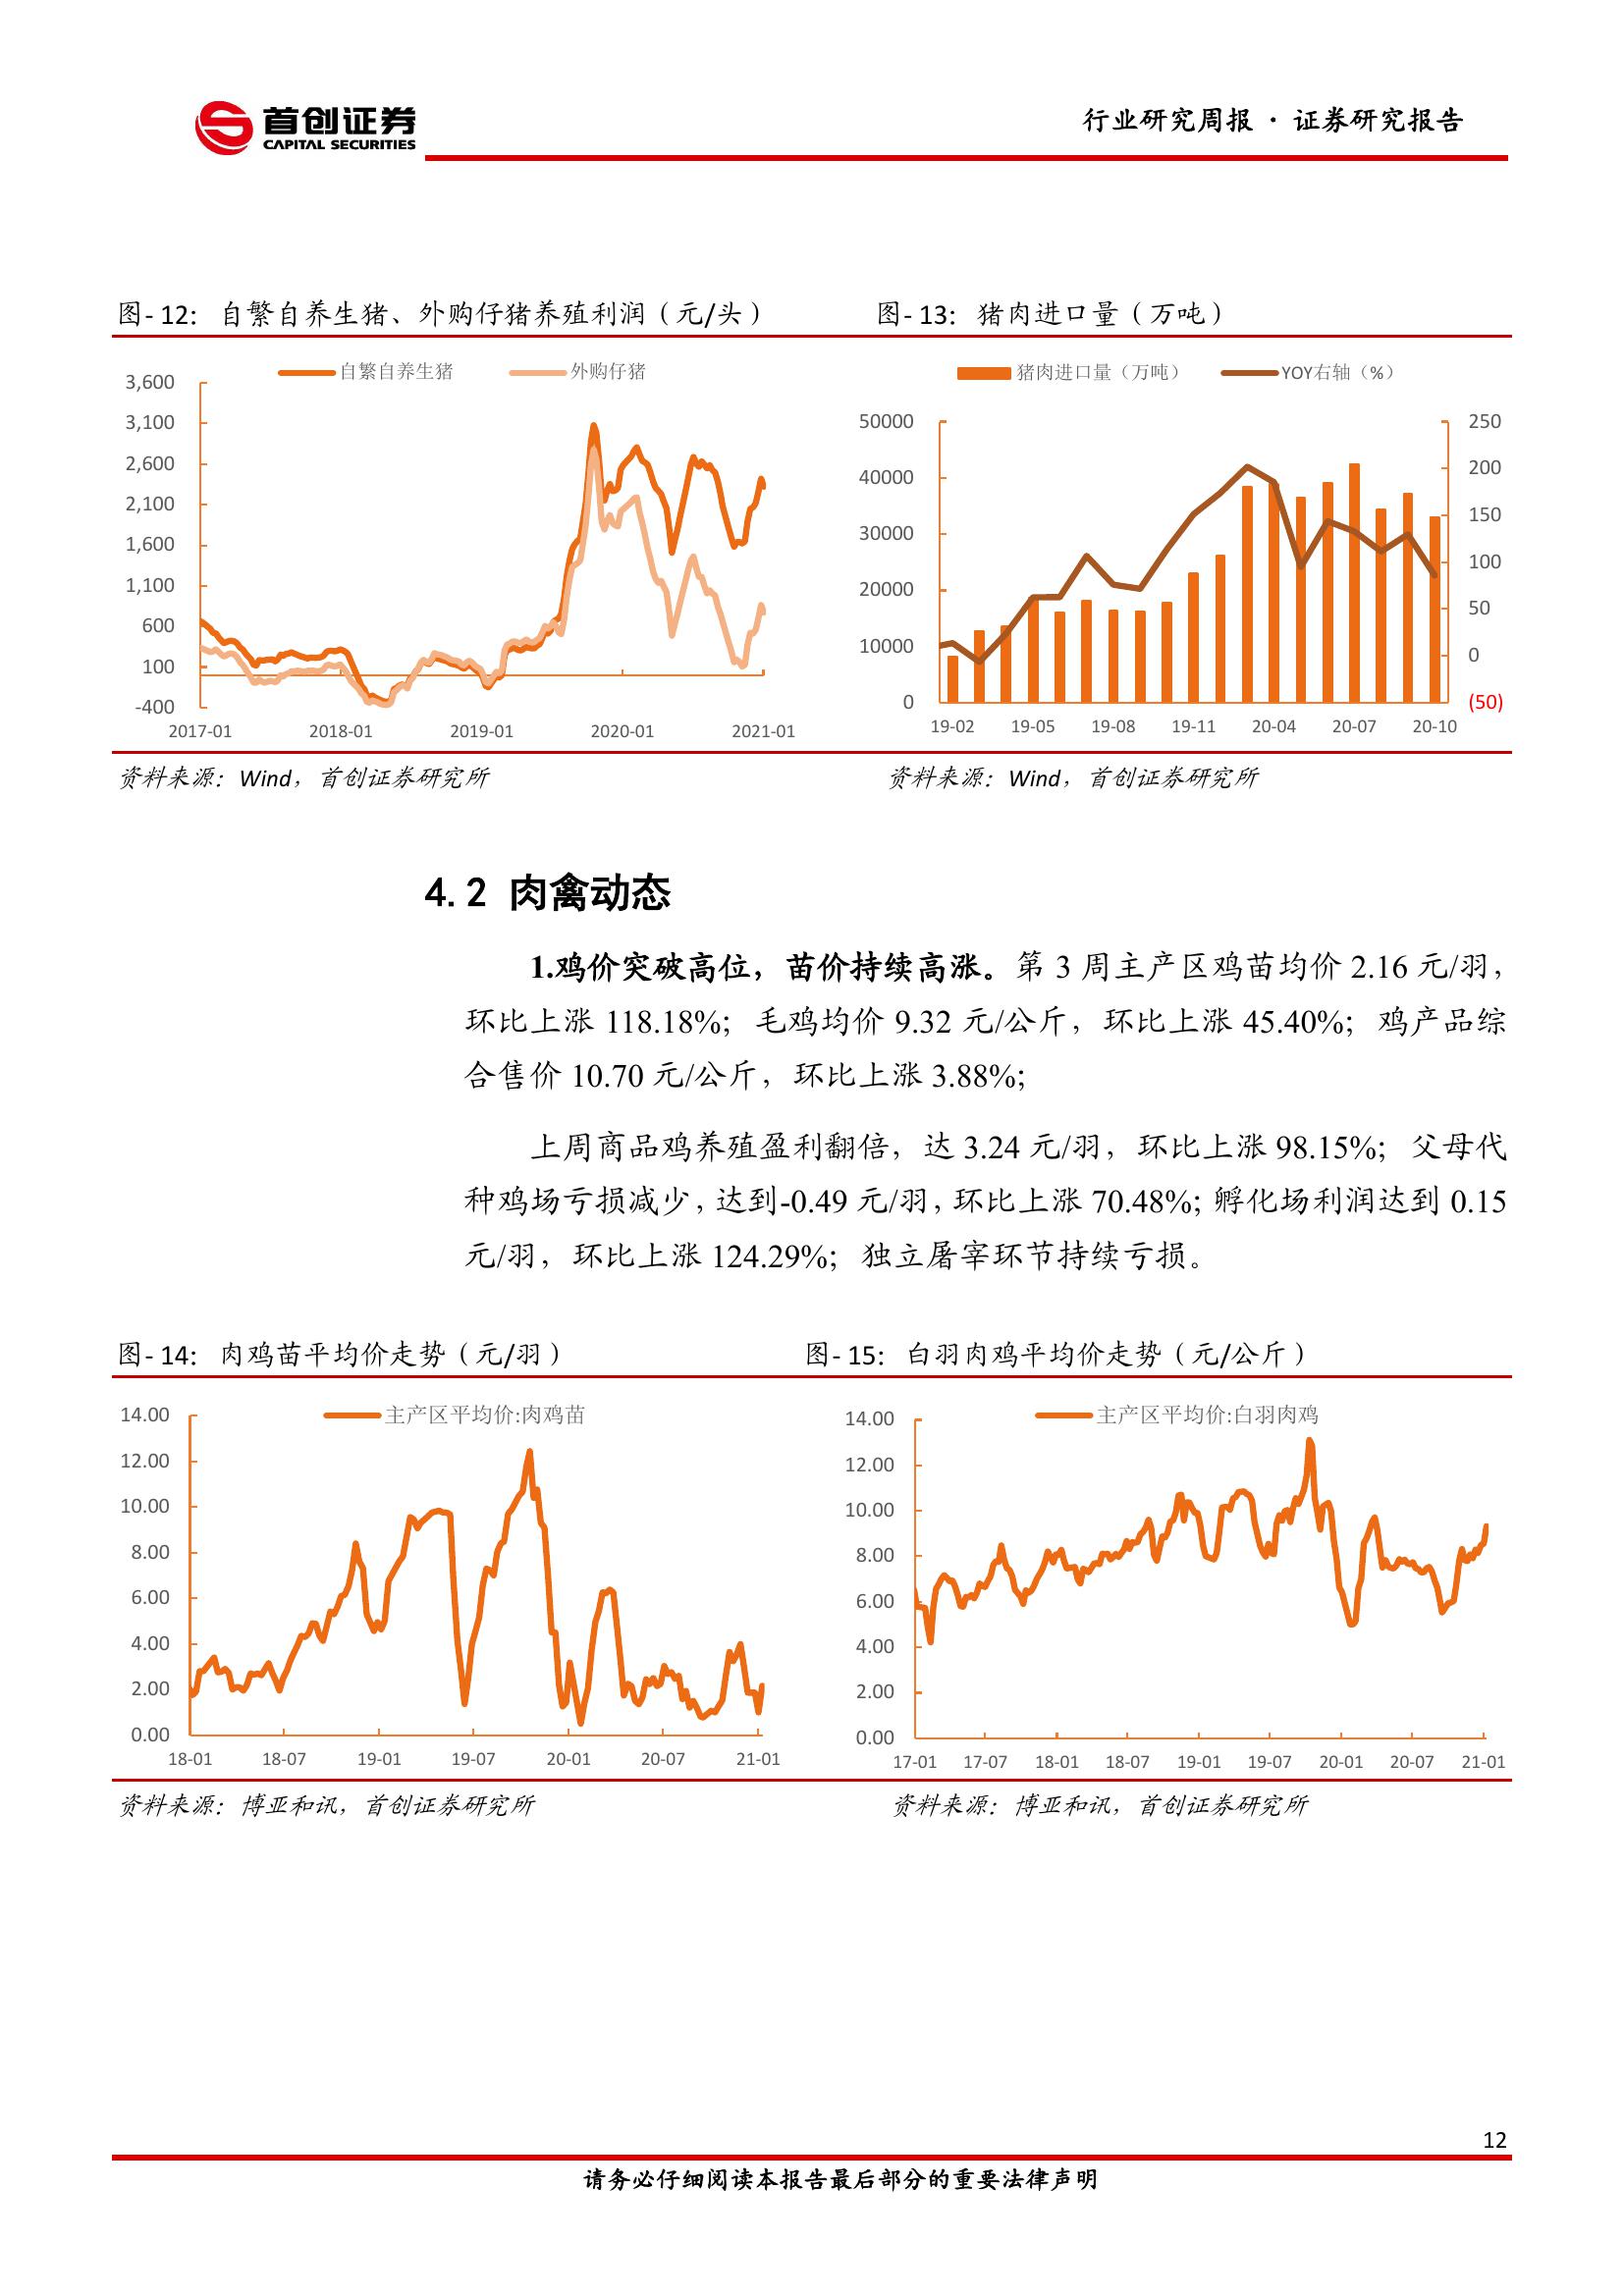 首创证券
CAPITAL SECURITIES
行业研究周报 · 证券研究报告
图- 12: 自繁自养生猪、外购仔猪养殖利润（元/头）
自繁自养生猪 外购仔猪
3,600
3,100
2,600
2,100
1,600
1,100
600
100
-400
2017-01 2018-01 2019-01 2020-01 2021-01
资料来源：Wind，首创证券研究所
图- 13: 猪肉进口量（万吨）
猪肉进口量（万吨） YOY右轴（%）
50000 250
40000 200
30000 150
20000 100
10000 50
0 0
(50)
19-02 19-05 19-08 19-11 20-04 20-07 20-10
资料来源：Wind，首创证券研究所
4.2 肉禽动态
1.鸡价突破高位，苗价持续高涨。第 3 周主产区鸡苗均价 2.16 元/羽，
环比上涨 118.18%；毛鸡均价 9.32 元/公斤，环比上涨 45.40%；鸡产品综
合售价 10.70 元/公斤，环比上涨 3.88%;
上周商品鸡养殖盈利翻倍，达 3.24 元/羽，环比上涨 98.15%；父母代
种鸡场亏损减少，达到-0.49 元/羽，环比上涨 70.48%；孵化场利润达到 0.15
元/羽，环比上涨 124.29%；独立屠宰环节持续亏损。
图- 14: 肉鸡苗平均价走势（元/羽）
主产区平均价:肉鸡苗
14.00
12.00
10.00
8.00
6.00
4.00
2.00
0.00
18-01 18-07 19-01 19-07 20-01 20-07 21-01
资料来源：博亚和讯，首创证券研究所
图- 15: 白羽肉鸡平均价走势（元/公斤）
主产区平均价:白羽肉鸡
14.00
12.00
10.00
8.00
6.00
4.00
2.00
0.00
17-01 17-07 18-01 18-07 19-01 19-07 20-01 20-07 21-01
资料来源：博亚和讯，首创证券研究所
12
请务必仔细阅读本报告最后部分的重要法律声明